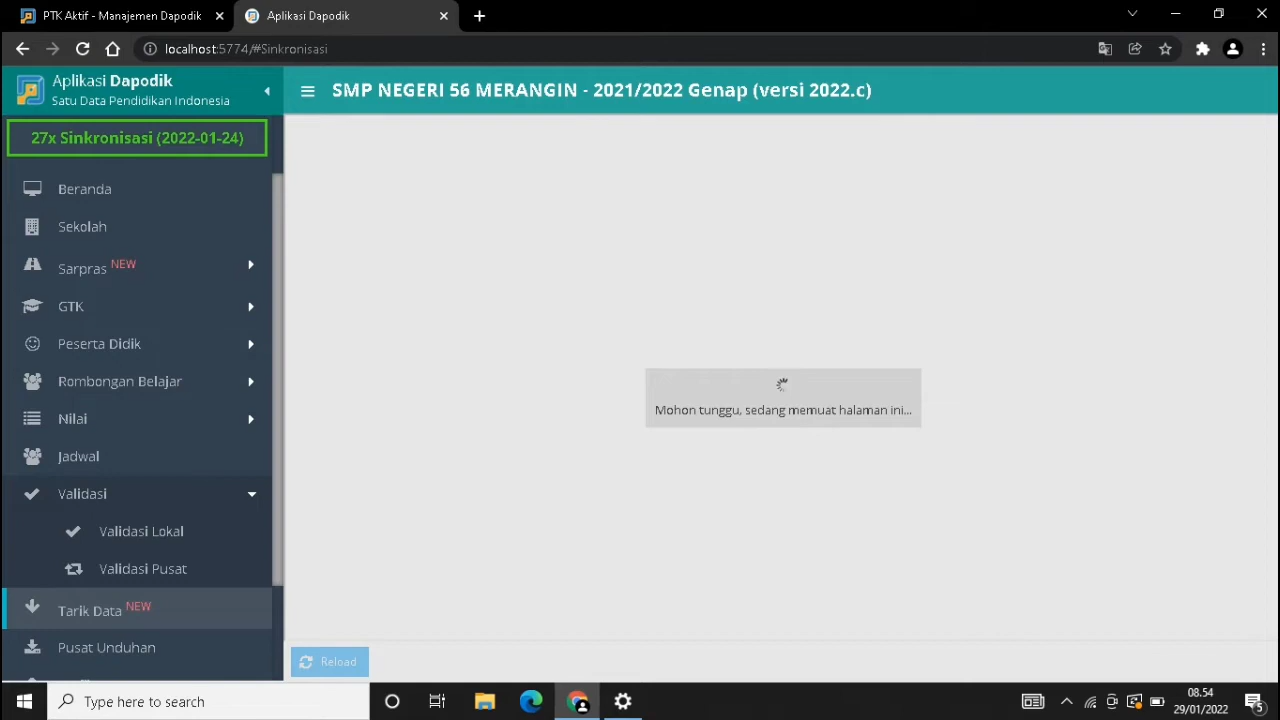 PTK Aktif - Manajemen Dapodik
Aplikasi Dapodik
localhost:5774/#Sinkronisasi
Aplikasi Dapodik
Satu Data Pendidikan Indonesia
SMP NEGERI 56 MERANGIN - 2021/2022 Genap (versi 2022.c)
27x Sinkronisasi (2022-01-24)
Beranda
Sekolah
Sarpras NEW
GTK
Peserta Didik
Rombongan Belajar
Nilai
Jadwal
Validasi
Validasi Lokal
Validasi Pusat
Tarik Data NEW
Pusat Unduhan
Mohon tunggu, sedang memuat halaman ini...
Reload
Type here to search
08.54
29/01/2022
5